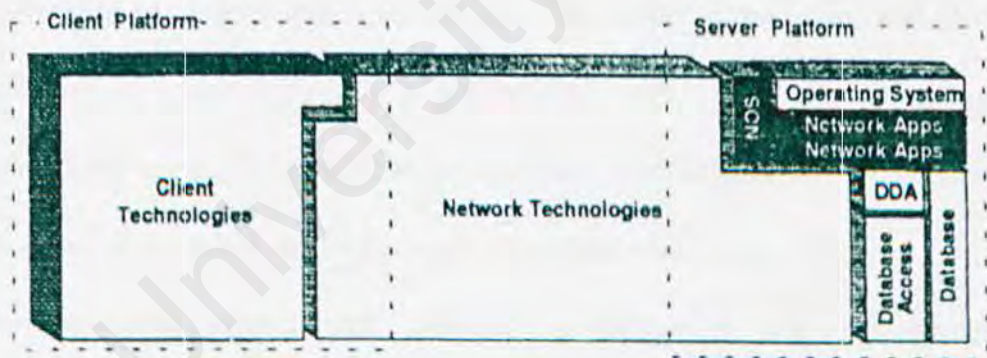 Client Platform
Server Platform
Operating System
SCN
Network Apps
Network Apps
Client
Technologies
Network Technologies
DDA
Database
Access
Database
University